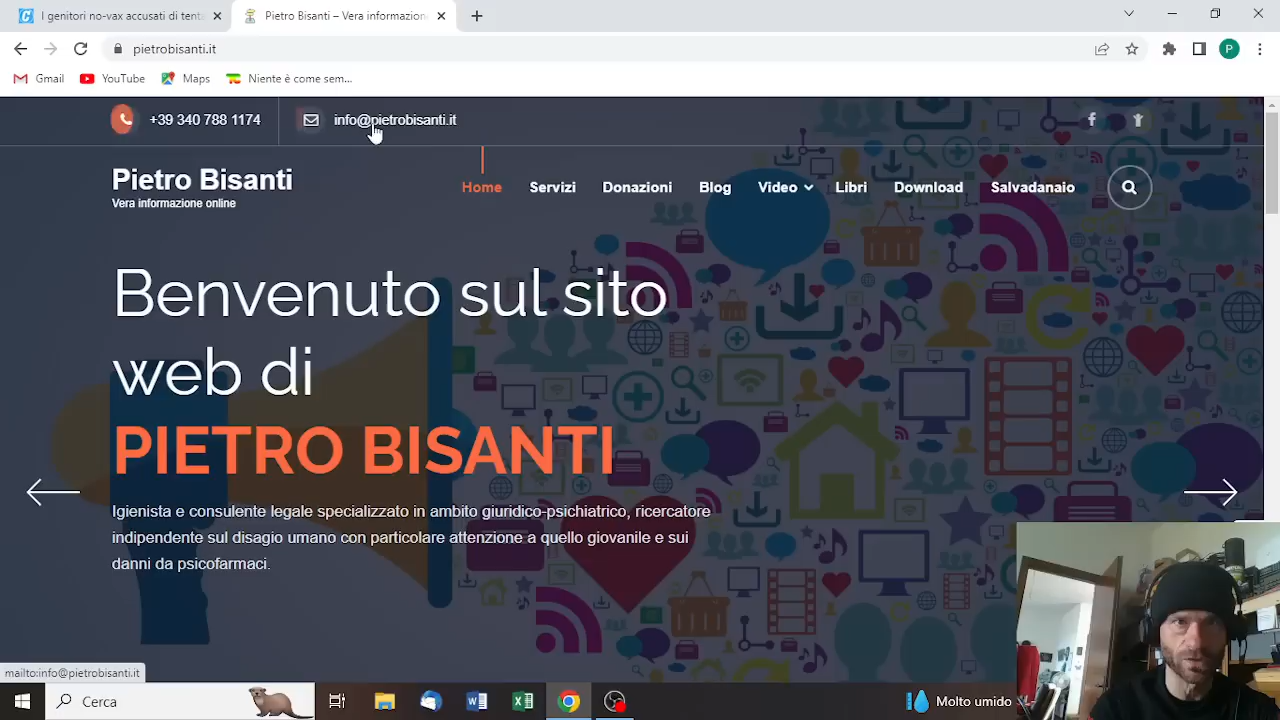 I genitori no-vax accusati di tenta
Pietro Bisanti – Vera informazion
pietrobisanti.it
P
Gmail
YouTube
Maps
Niente è come sem...
+39 340 788 1174
info@pietrobisanti.it
Pietro Bisanti
Vera informazione online
Home
Servizi
Donazioni
Blog
Video
Libri
Download
Salvadanaio
Benvenuto sul sito
web di
PIETRO BISANTI
Igienista e consulente legale specializzato in ambito giuridico-psichiatrico, ricercatore
indipendente sul disagio umano con particolare attenzione a quello giovanile e sui
danni da psicofarmaci.
mailto:info@pietrobisanti.it
Cerca
Molto umido